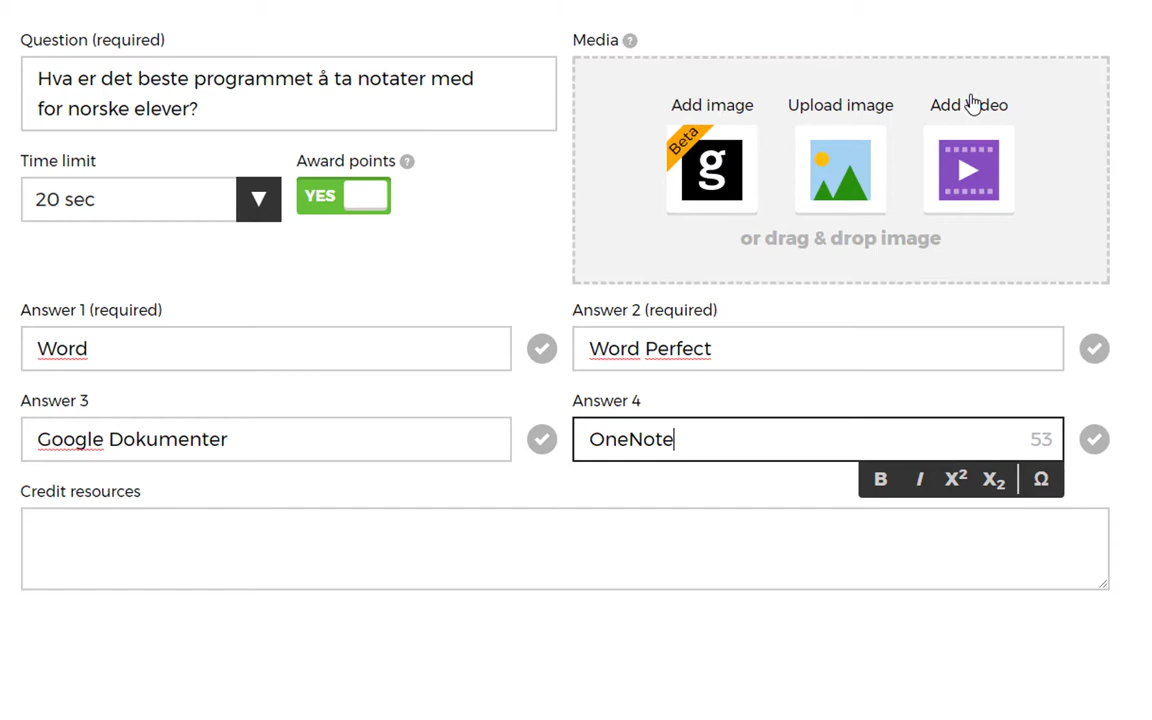 Question (required)
Hva er det beste programmet å ta notater med
for norske elever?
Time limit
20 sec
Award points ?
YES
Media ?
Add image
Upload image
Add video
Beta
g
or drag & drop image
Answer 1 (required)
Word
Answer 2 (required)
Word Perfect
Answer 3
Google Dokumenter
Answer 4
OneNote 53
B I X² X₂ Ω
Credit resources